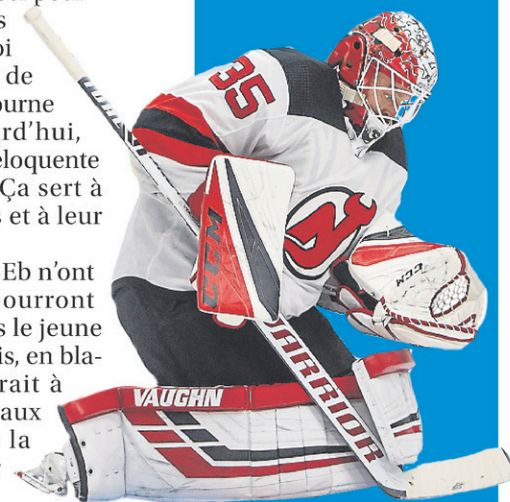 de
ourne
rd'hui,
éloquente
Ça sert à
s et à leur
Eb n'ont
ourront
s le jeune
is, en bla-
rait à
aux
la
35
CCM
CCM
WARRIOR
VAUGHN